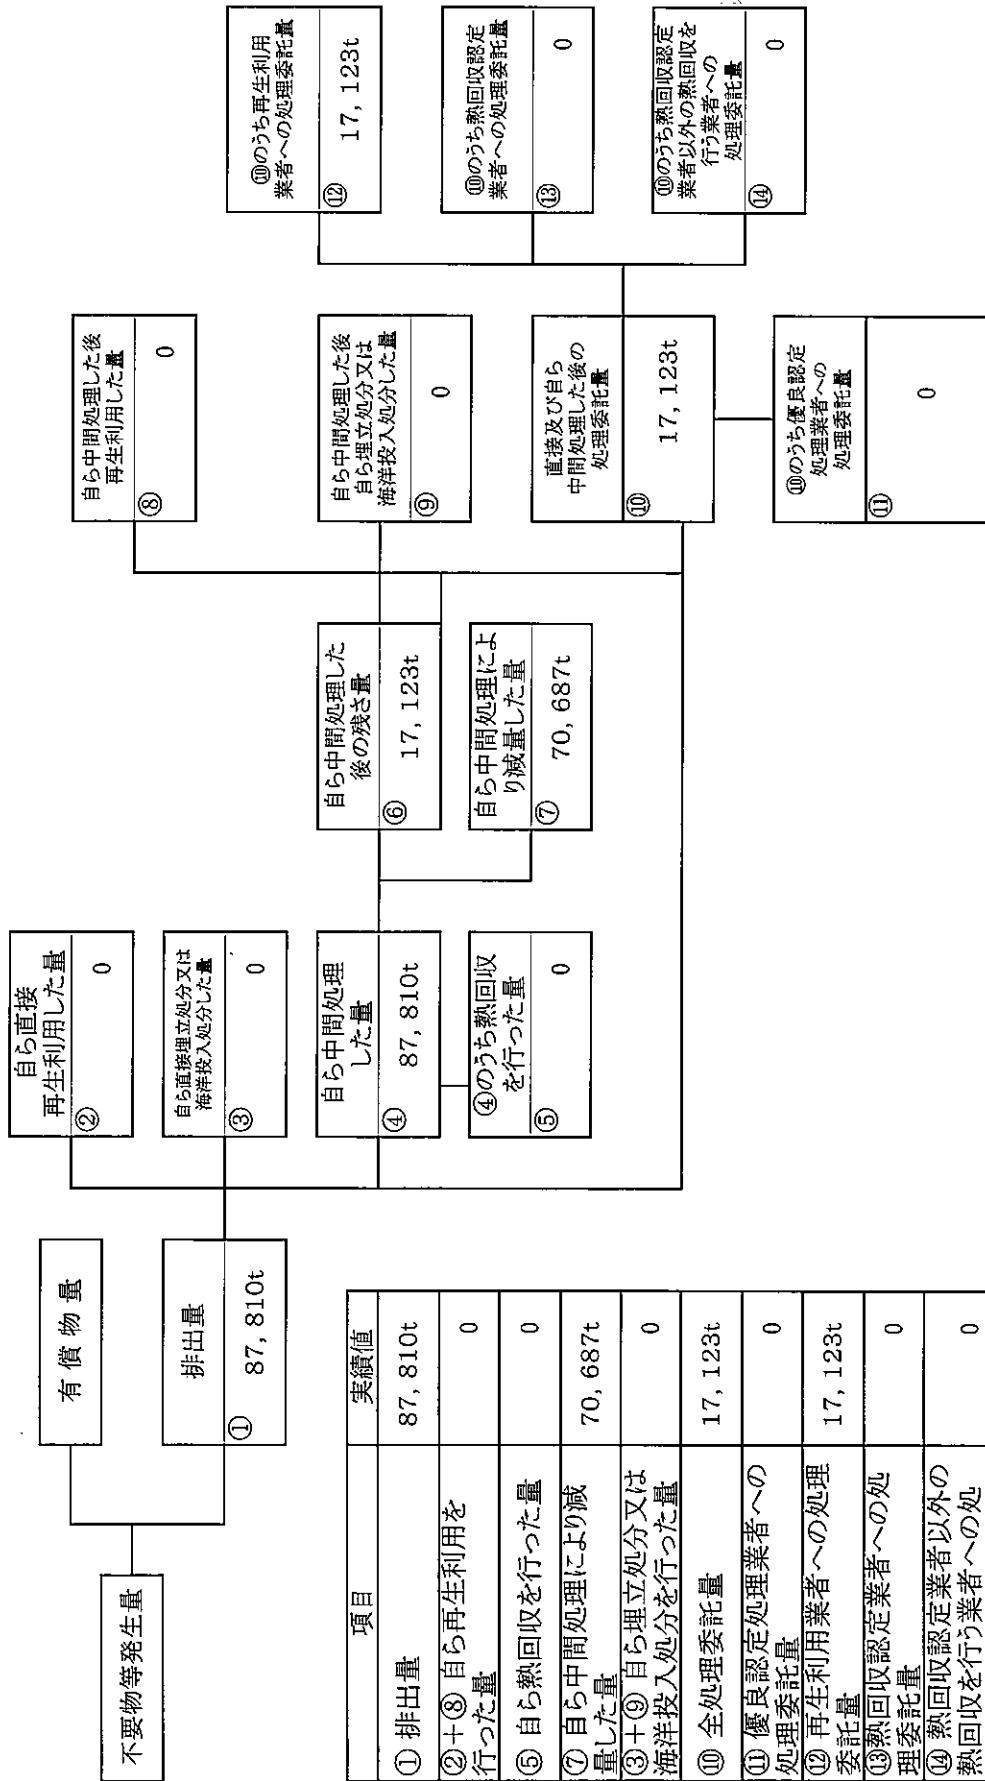 不要物等発生量
有償物量
排出量
① 87,810t
自ら直接
再生利用した量
② 0
自ら直接埋立処分又は
海洋投入処分した量
③ 0
自ら中間処理
した量
④ 87,810t
④のうち熱回収
を行った量
⑤ 0
自ら中間処理した
後の残さ量
⑥ 17,123t
自ら中間処理によ
り減量した量
⑦ 70,687t
自ら中間処理した後
再生利用した量
⑧ 0
自ら中間処理した後
自ら埋立処分又は
海洋投入処分した量
⑨ 0
直接及び自ら
中間処理した後の
処理委託量
⑩ 17,123t
⑩のうち優良認定
処理業者への
処理委託量
⑪ 0
⑩のうち再生利用
業者への処理委託量
⑫ 17,123t
⑩のうち熱回収認定
業者への処理委託量
⑬ 0
⑩のうち熱回収認定
業者以外の熱回収を
行う業者への
処理委託量
⑭ 0
項目 実績値
① 排出量 87,810t
②+⑧ 自ら再生利用を
行った量 0
⑤ 自ら熱回収を行った量 0
⑦ 自ら中間処理により減
量した量 70,687t
③+⑨ 自ら埋立処分又は
海洋投入処分を行った量 0
⑩ 全処理委託量 17,123t
⑪ 優良認定処理業者への
処理委託量 0
⑫ 再生利用業者への処理
委託量 17,123t
⑬熱回収認定業者への処
理委託量 0
⑭ 熱回収認定業者以外の
熱回収を行う業者への処 0